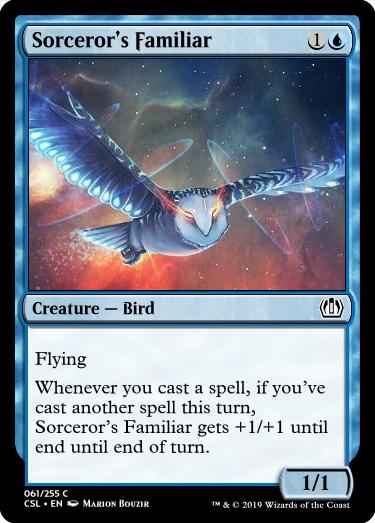 Sorceror's Familiar 1
Creature — Bird
Flying
Whenever you cast a spell, if you've
cast another spell this turn,
Sorceror's Familiar gets +1/+1 until
end until end of turn.
1/1
061/255 C
CSL • EN Marion Bouzir
™ & © 2019 Wizards of the Coast